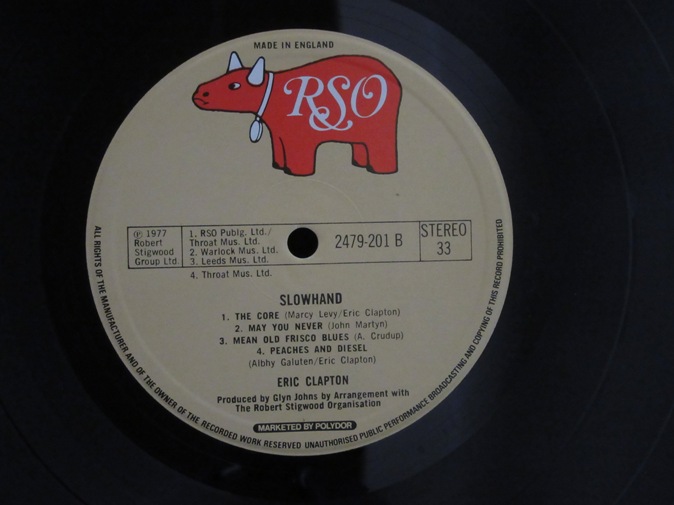 MADE IN ENGLAND
RSO
℗ 1977
Robert
Stigwood
Group Ltd.
1. RSO Publg. Ltd./
Throat Mus. Ltd.
2. Warlock Mus. Ltd.
3. Leeds Mus. Ltd.
4. Throat Mus. Ltd.
2479-201 B
STEREO
33
SLOWHAND
1. THE CORE (Marcy Levy/Eric Clapton)
2. MAY YOU NEVER (John Martyn)
3. MEAN OLD FRISCO BLUES (A. Crudup)
4. PEACHES AND DIESEL
(Albhy Galuten/Eric Clapton)
ERIC CLAPTON
Produced by Glyn Johns by Arrangement with
The Robert Stigwood Organisation
MARKETED BY POLYDOR
ALL RIGHTS OF THE MANUFACTURER AND OF THE OWNER OF THE RECORDED WORK RESERVED UNAUTHORISED PUBLIC PERFORMANCE BROADCASTING AND COPYING OF THIS RECORD PROHIBITED